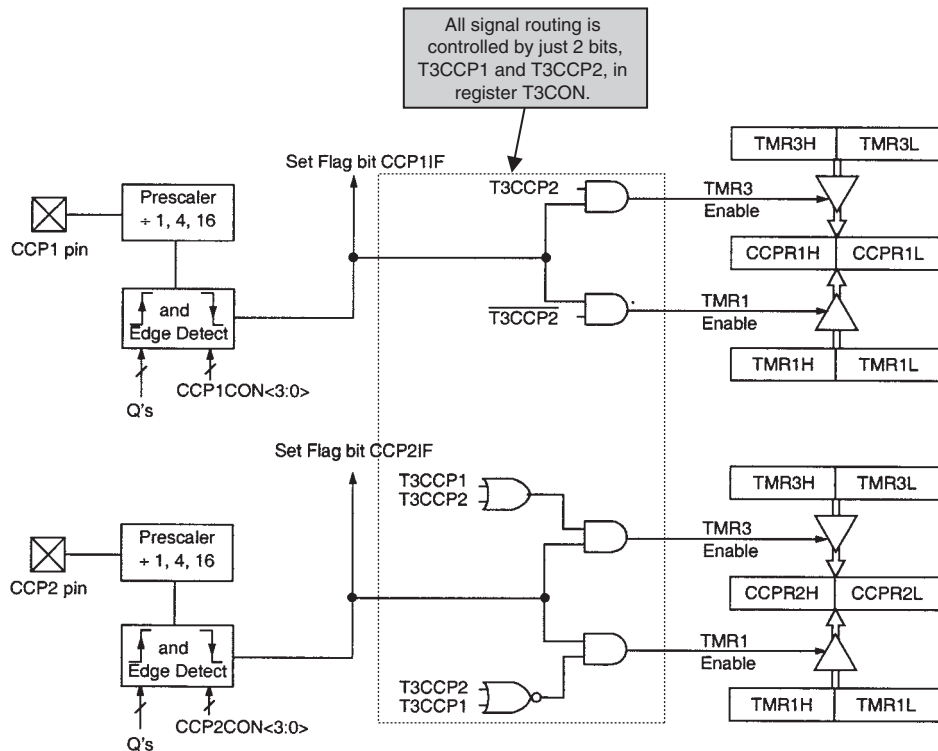 All signal routing is
controlled by just 2 bits,
T3CCP1 and T3CCP2, in
register T3CON.
TMR3H TMR3L
Set Flag bit CCP1IF
T3CCP2
TMR3
Enable
Prescaler
÷ 1, 4, 16
CCP1 pin
CCPR1H CCPR1L
and
Edge Detect
T3CCP2
TMR1
Enable
TMR1H TMR1L
Q's
CCP1CON<3:0>
Set Flag bit CCP2IF
TMR3H TMR3L
T3CCP1
T3CCP2
TMR3
Enable
Prescaler
÷ 1, 4, 16
CCP2 pin
CCPR2H CCPR2L
and
Edge Detect
TMR1
Enable
T3CCP2
T3CCP1
TMR1H TMR1L
Q's
CCP2CON<3:0>